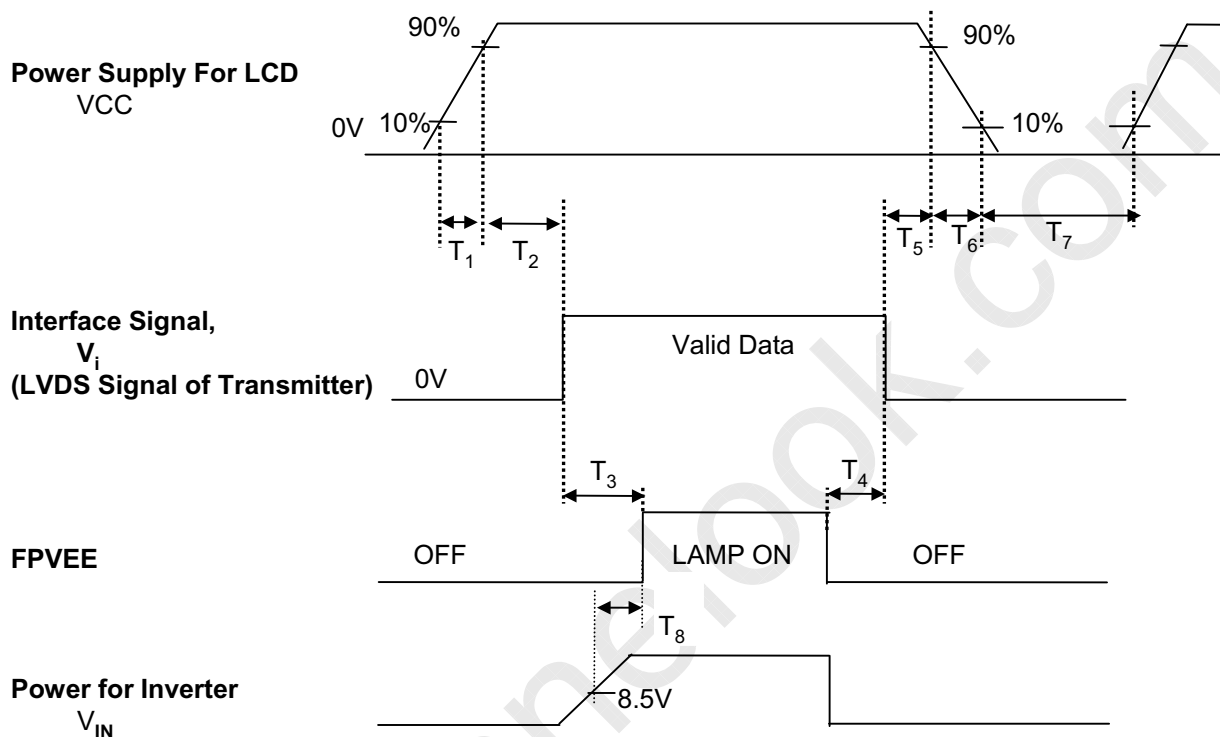 90%
90%
Power Supply For LCD
VCC
0V 10%
10%
T1
T2
T5
T6
T7
Interface Signal,
Vi
(LVDS Signal of Transmitter)
Valid Data
0V
T3
T4
FPVEE
OFF
LAMP ON
OFF
T8
Power for Inverter
VIN
8.5V
nelook.com